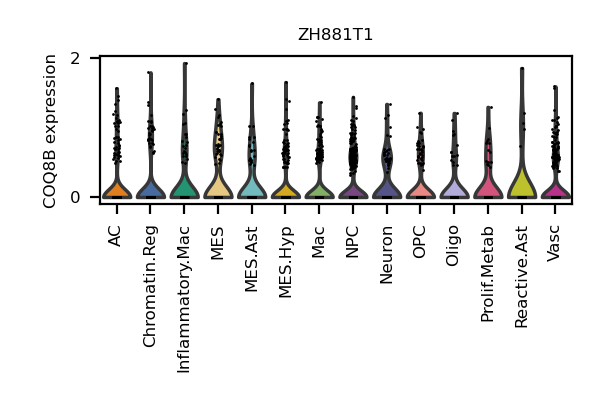 ZH881T1
COQ8B expression
2
0
AC
Chromatin.Reg
Inflammatory.Mac
MES
MES.Ast
MES.Hyp
Mac
NPC
Neuron
OPC
Oligo
Prolif.Metab
Reactive.Ast
Vasc